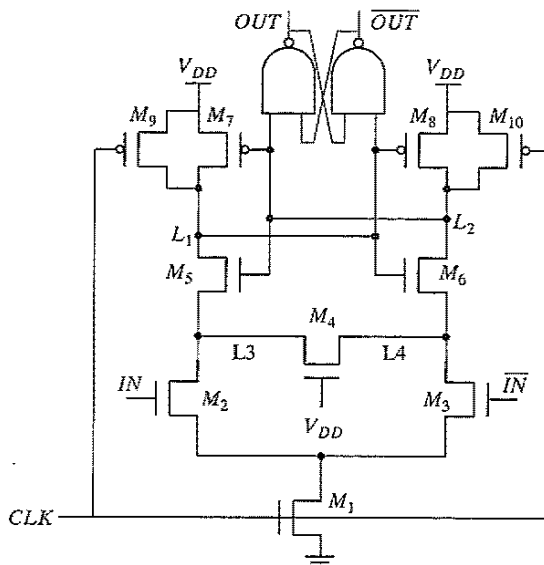 OUT
OUT
V_DD
V_DD
M_9
M_7
M_8
M_10
L_1
L_2
M_5
M_6
M_4
L3
L4
IN
M_2
M_3
IN
V_DD
M_1
CLK